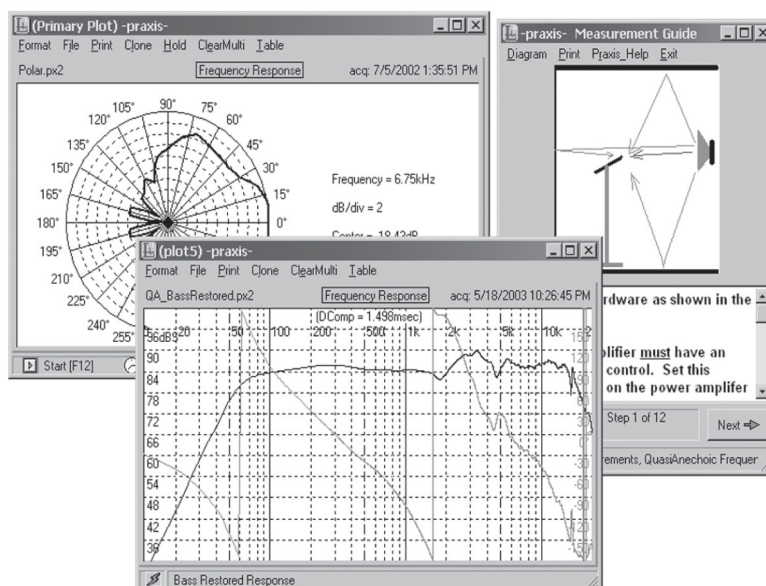 (Primary Plot) -praxis-
Format File Print Clone Hold ClearMulti Table
Polar.px2 Frequency Response acq: 7/5/2002 1:35:51 PM
90°
105° 75°
120° 60°
135° 45°
150° 30°
165° 15°
180° 0°
195°
210°
225°
240°
255°
Frequency = 6.75kHz
dB/div = 2
Start [F12]
-praxis- Measurement Guide
Diagram Print Praxis_Help Exit
rdware as shown in the
plifier must have an
control. Set this
on the power amplifer
Step 1 of 12 Next
rements, QuasiAnechoic Frequer
(plot5) -praxis-
Format File Print Clone ClearMulti Table
QA_BassRestored.px2 Frequency Response acq: 5/18/2003 10:26:45 PM
(DComp = 1.498msec)
20 50 100 200 500 1k 2k 5k 10k 2
96dBS
90
84
78
72
66
60
54
48
42
36
Bass Restored Response